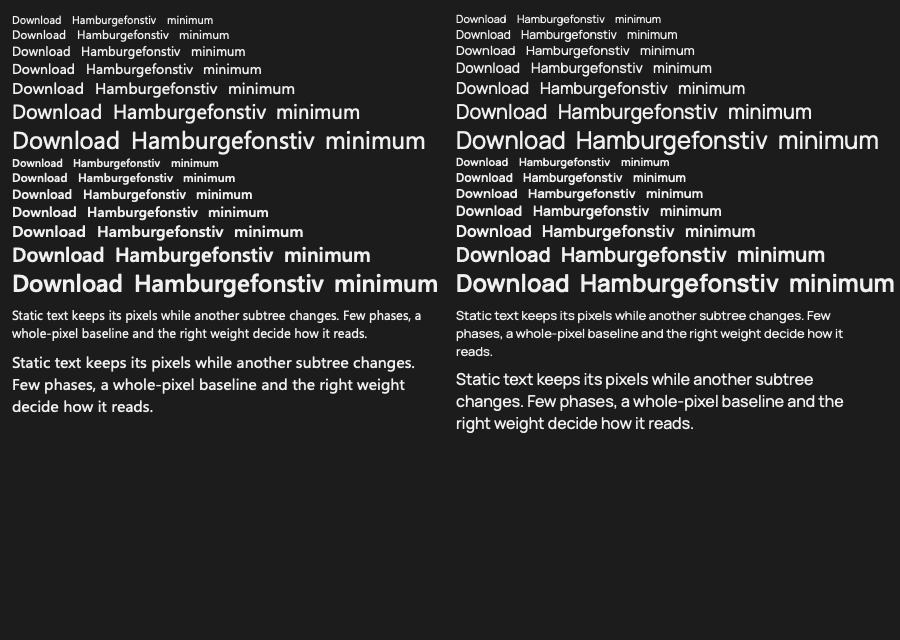 Download Hamburgefonstiv minimum
Download Hamburgefonstiv minimum
Download Hamburgefonstiv minimum
Download Hamburgefonstiv minimum
Download Hamburgefonstiv minimum
Download Hamburgefonstiv minimum
Download Hamburgefonstiv minimum
Download Hamburgefonstiv minimum
Download Hamburgefonstiv minimum
Download Hamburgefonstiv minimum
Download Hamburgefonstiv minimum
Download Hamburgefonstiv minimum
Download Hamburgefonstiv minimum
Download Hamburgefonstiv minimum
Static text keeps its pixels while another subtree changes. Few phases, a
whole-pixel baseline and the right weight decide how it reads.
Static text keeps its pixels while another subtree changes.
Few phases, a whole-pixel baseline and the right weight
decide how it reads.
Download Hamburgefonstiv minimum
Download Hamburgefonstiv minimum
Download Hamburgefonstiv minimum
Download Hamburgefonstiv minimum
Download Hamburgefonstiv minimum
Download Hamburgefonstiv minimum
Download Hamburgefonstiv minimum
Download Hamburgefonstiv minimum
Download Hamburgefonstiv minimum
Download Hamburgefonstiv minimum
Download Hamburgefonstiv minimum
Download Hamburgefonstiv minimum
Download Hamburgefonstiv minimum
Download Hamburgefonstiv minimum
Static text keeps its pixels while another subtree changes. Few
phases, a whole-pixel baseline and the right weight decide how it
reads.
Static text keeps its pixels while another subtree
changes. Few phases, a whole-pixel baseline and the
right weight decide how it reads.